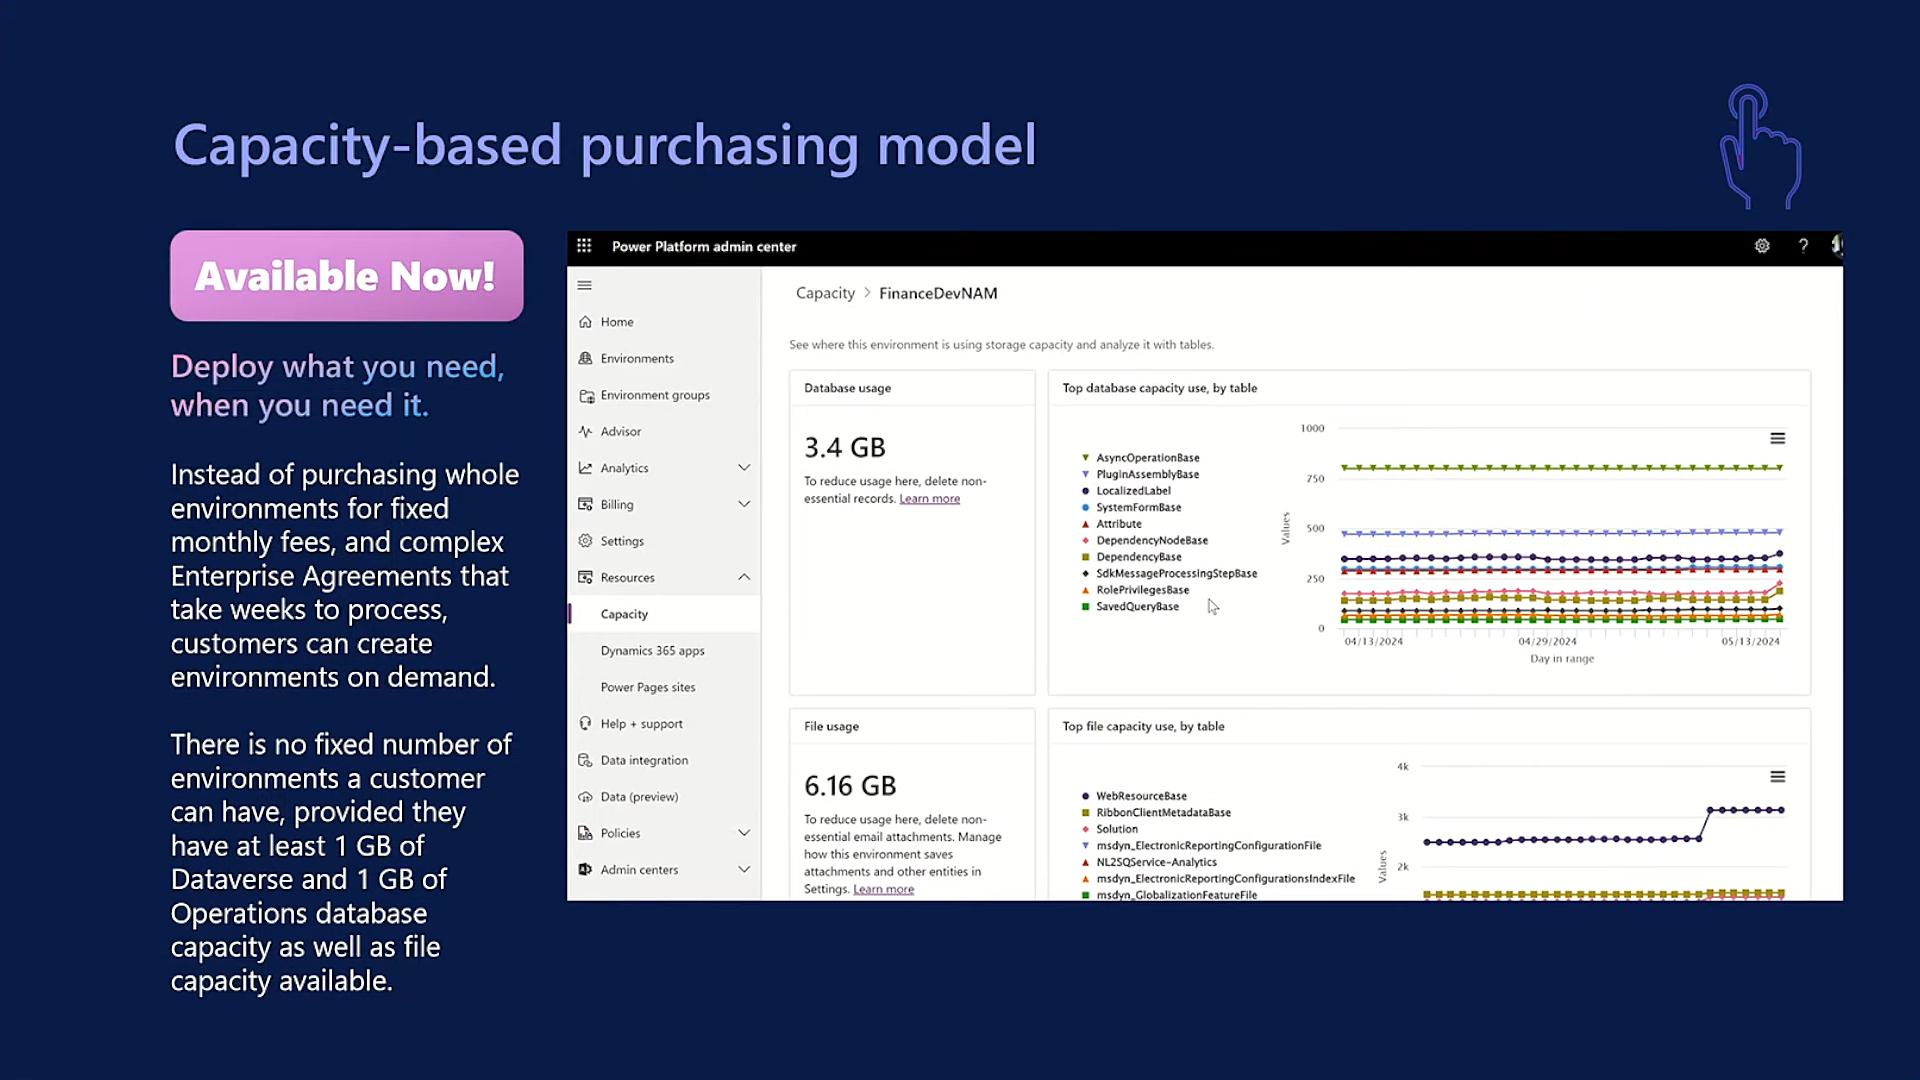 Capacity-based purchasing model
Available Now!
Deploy what you need,
when you need it.
Instead of purchasing whole
environments for fixed
monthly fees, and complex
Enterprise Agreements that
take weeks to process,
customers can create
environments on demand.
There is no fixed number of
environments a customer
can have, provided they
have at least 1 GB of
Dataverse and 1 GB of
Operations database
capacity as well as file
capacity available.
Power Platform admin center
?
Home
Environments
Environment groups
Advisor
Analytics
Billing
Settings
Resources
Capacity
Dynamics 365 apps
Power Pages sites
Help + support
Data integration
Data (preview)
Policies
Admin centers
Capacity > FinanceDevNAM
See where this environment is using storage capacity and analyze it with tables.
Database usage
3.4 GB
To reduce usage here, delete non-
essential records. Learn more
Top database capacity use, by table
AsyncOperationBase
PluginAssemblyBase
LocalizedLabel
SystemFormBase
Attribute
DependencyNodeBase
DependencyBase
SdkMessageProcessingStepBase
RolePrivilegesBase
SavedQueryBase
1000
750
500
250
0
Values
04/13/2024 04/29/2024 05/13/2024
Day in range
File usage
6.16 GB
To reduce usage here, delete non-
essential email attachments. Manage
how this environment saves
attachments and other entities in
Settings. Learn more
Top file capacity use, by table
WebResourceBase
RibbonClientMetadataBase
Solution
msdyn_ElectronicReportingConfigurationFile
NL2SQService-Analytics
msdyn_ElectronicReportingConfigurationsIndexFile
msdyn_GlobalizationFeatureFile
4k
3k
2k
Values